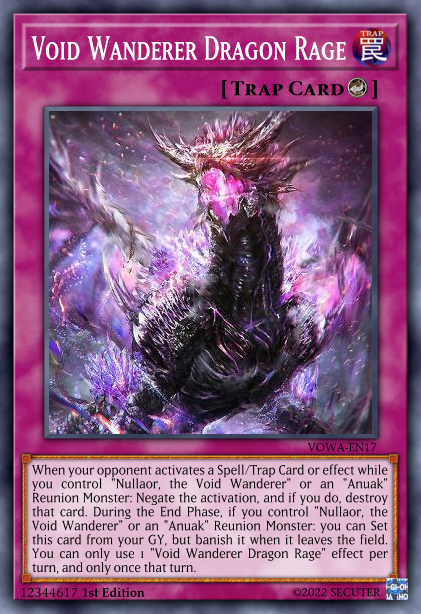 Void Wanderer Dragon Rage
TRAP
罠
[Trap Card]
VOWA-EN17
When your opponent activates a Spell/Trap Card or effect while
you control "Nullaor, the Void Wanderer" or an "Anuak"
Reunion Monster: Negate the activation, and if you do, destroy
that card. During the End Phase, if you control "Nullaor, the
Void Wanderer" or an "Anuak" Reunion Monster: you can Set
this card from your GY, but banish it when it leaves the field.
You can only use 1 "Void Wanderer Dragon Rage" effect per
turn, and only once that turn.
12344617 1st Edition
©2022 SECUTER